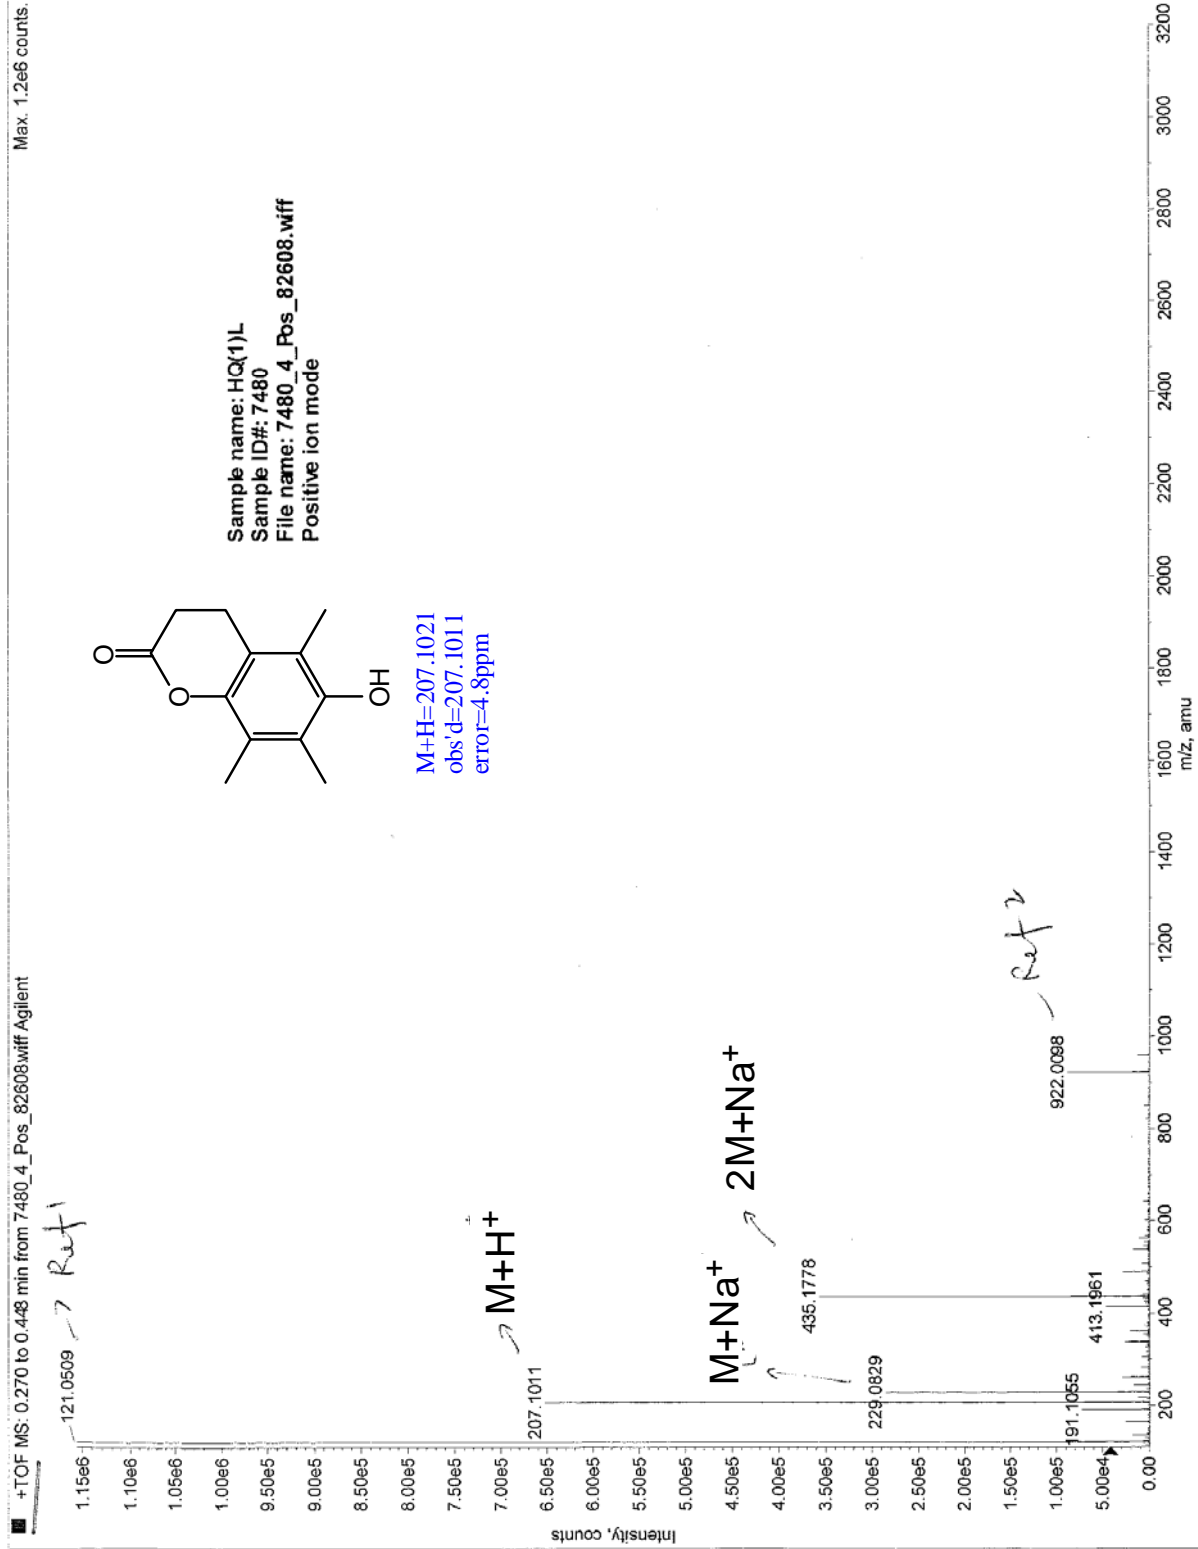 +TOF MS: 0.270 to 0.448 min from 7480_4_Pos_82608.wiff Agilent
Max. 1.2e6 counts.
121.0509
Ref 1
O
O
OH
Sample name: HQ(1)L
Sample ID#: 7480
File name: 7480_4_Pos_82608.wiff
Positive ion mode
M+H=207.1021
obs'd=207.1011
error=4.8ppm
M+H+
207.1011
M+Na+
2M+Na+
435.1778
229.0829
191.1055
413.1961
922.0098
Ref 2
1.15e6
1.10e6
1.05e6
1.00e6
9.50e5
9.00e5
8.50e5
8.00e5
7.50e5
7.00e5
6.50e5
6.00e5
5.50e5
5.00e5
4.50e5
4.00e5
3.50e5
3.00e5
2.50e5
2.00e5
1.50e5
1.00e5
5.00e4
0.00
Intensity, counts
200 400 600 800 1000 1200 1400 1600 1800 2000 2200 2400 2600 2800 3000 3200
m/z, amu